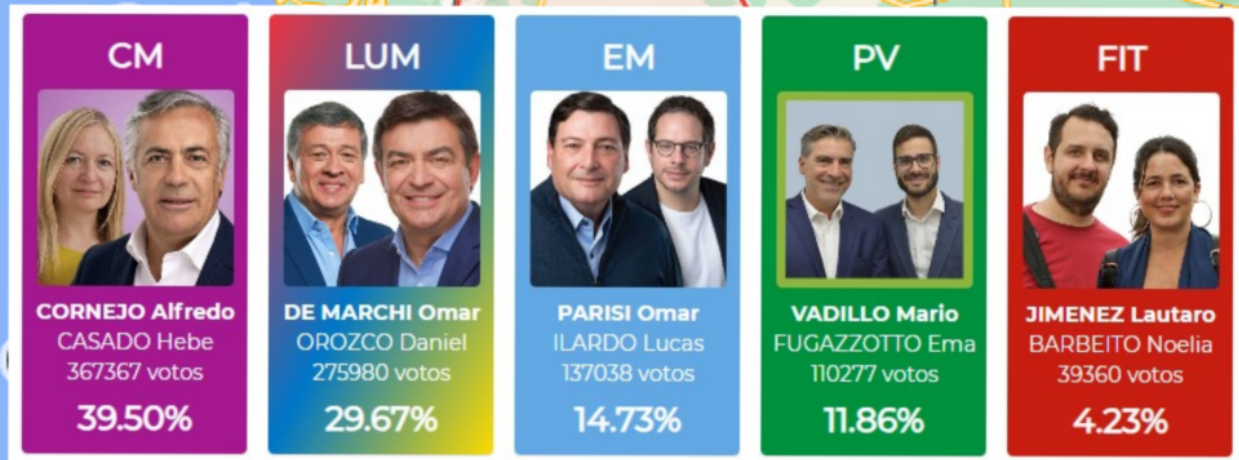 CM
CORNEJO Alfredo
CASADO Hebe
367367 votos
39.50%
LUM
DE MARCHI Omar
OROZCO Daniel
275980 votos
29.67%
EM
PARISI Omar
ILARDO Lucas
137038 votos
14.73%
PV
VADILLO Mario
FUGAZZOTTO Ema
110277 votos
11.86%
FIT
JIMENEZ Lautaro
BARBEITO Noelia
39360 votos
4.23%